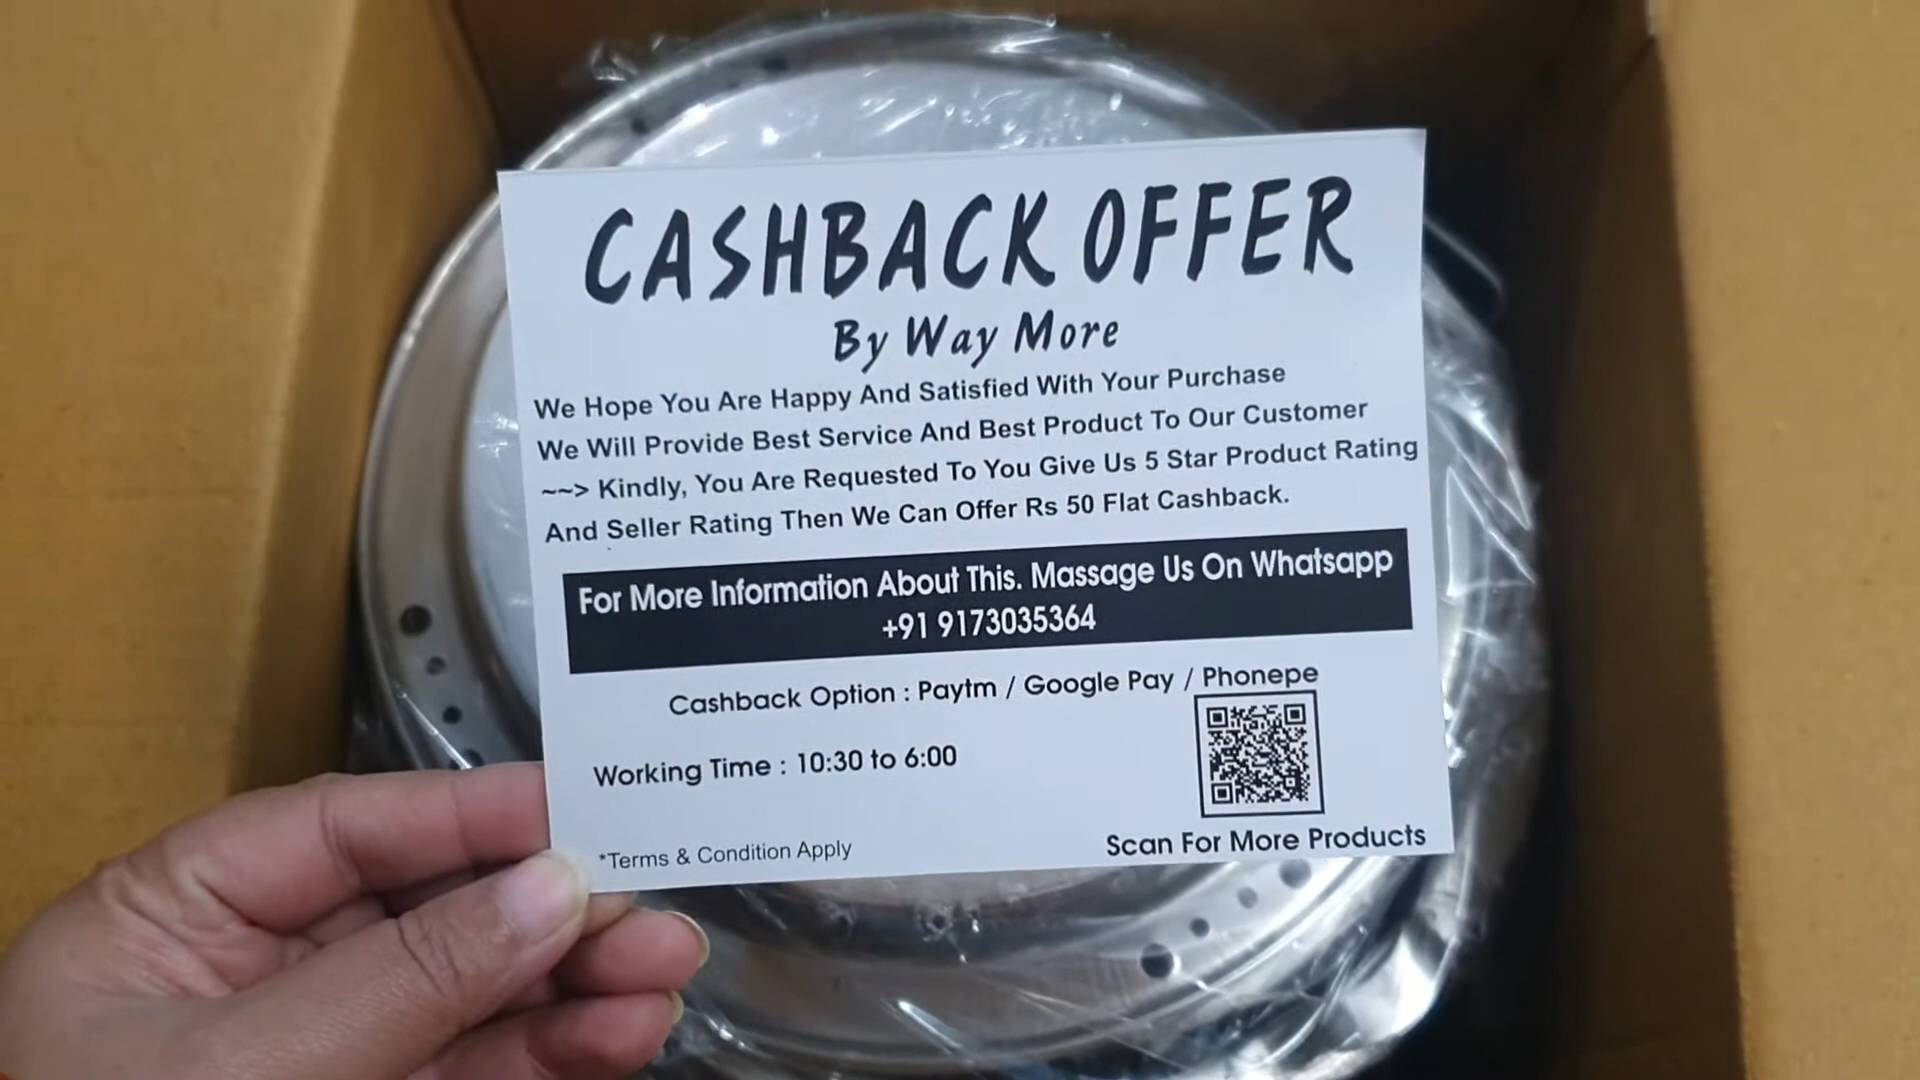 CASHBACK OFFER
By Way More
We Hope You Are Happy And Satisfied With Your Purchase
We Will Provide Best Service And Best Product To Our Customer
~~> Kindly, You Are Requested To You Give Us 5 Star Product Rating
And Seller Rating Then We Can Offer Rs 50 Flat Cashback.
For More Information About This. Massage Us On Whatsapp
+91 9173035364
Cashback Option : Paytm / Google Pay / Phonepe
Working Time : 10:30 to 6:00
*Terms & Condition Apply
Scan For More Products